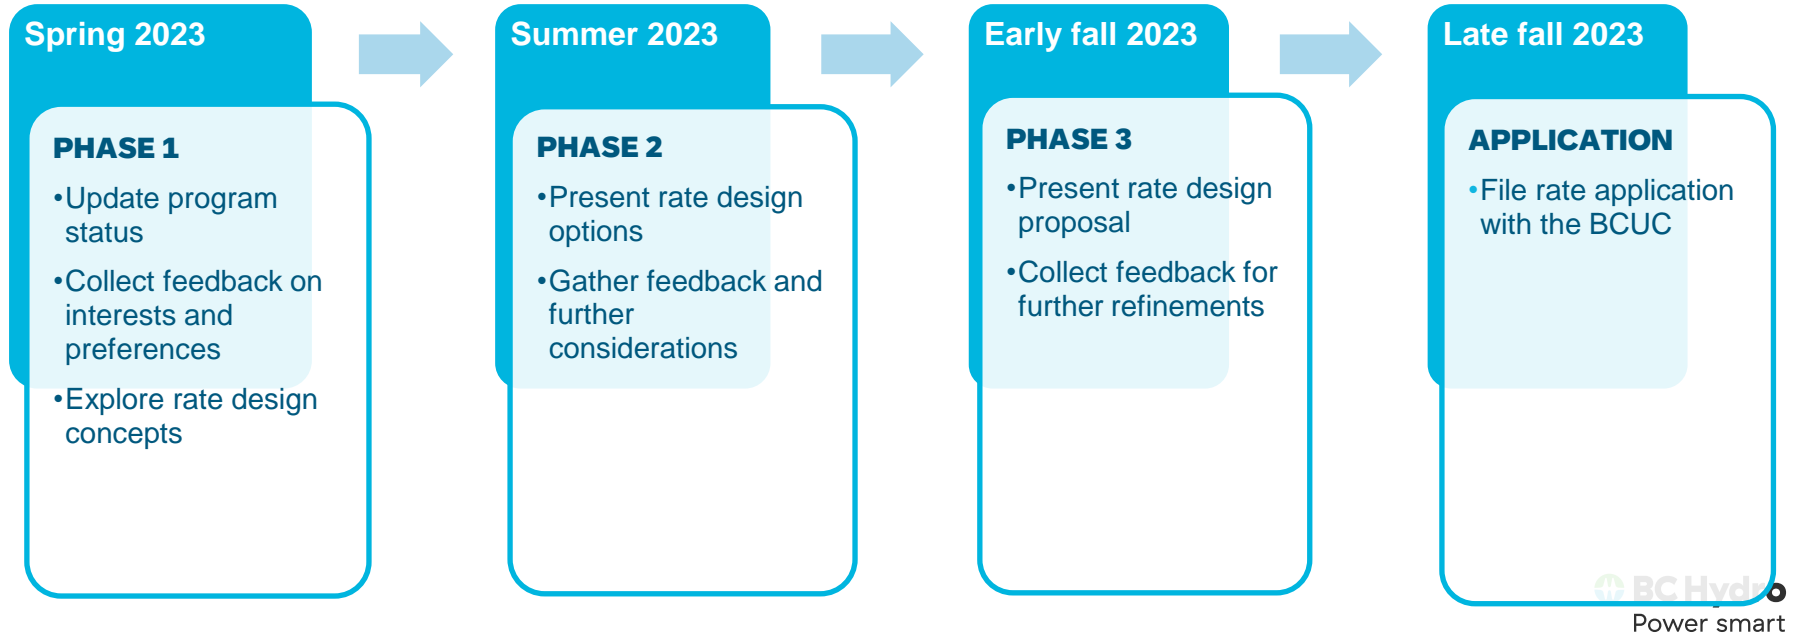 Spring 2023
PHASE 1
•Update program
status
•Collect feedback on
interests and
preferences
•Explore rate design
concepts
Summer 2023
PHASE 2
•Present rate design
options
•Gather feedback and
further
considerations
Early fall 2023
PHASE 3
•Present rate design
proposal
•Collect feedback for
further refinements
Late fall 2023
APPLICATION
•File rate application
with the BCUC
BC Hydro
Power smart